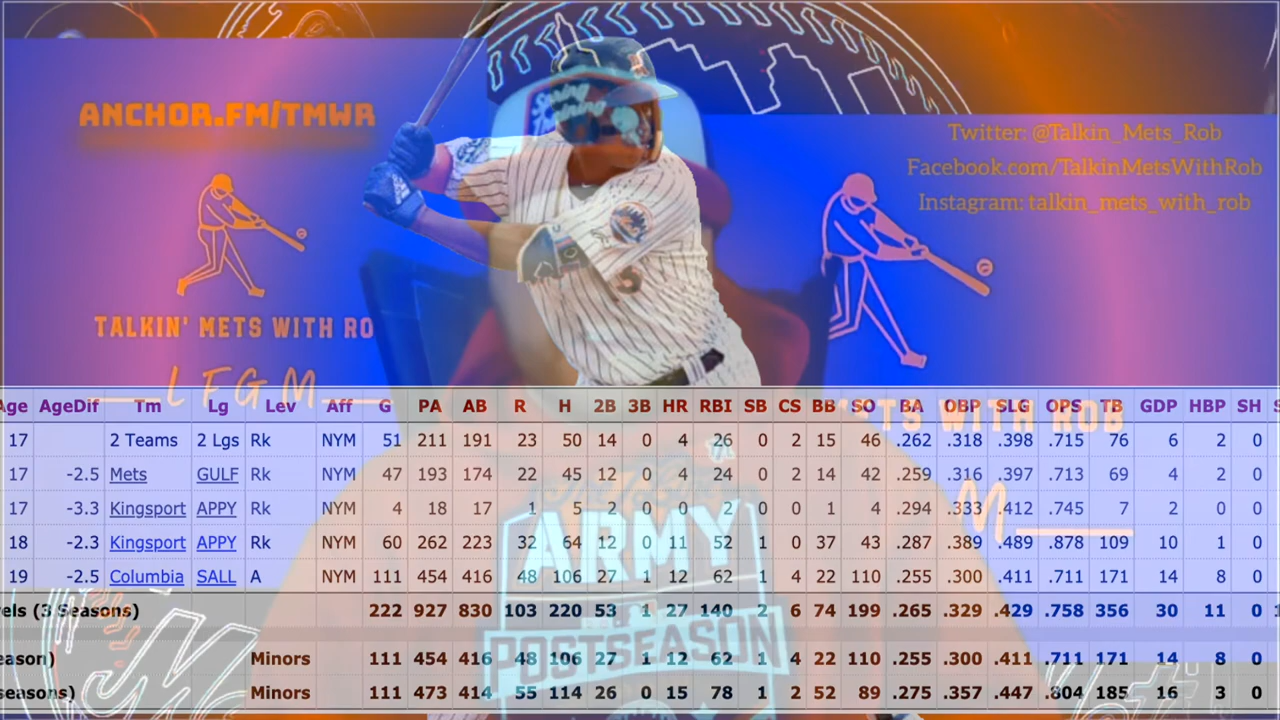 ANCHOR.FM/TMWR
Twitter: @Talkin_Mets_Rob
Facebook.com/TalkinMetsWithRob
Instagram: talkin_mets_with_rob
Spring
Training
TALKIN' METS WITH RO
LFGM
METS WITH ROB
M
Age AgeDif Tm Lg Lev Aff G PA AB R H 2B 3B HR RBI SB CS BB SO BA OBP SLG OPS TB GDP HBP SH S
17 2 Teams 2 Lgs Rk NYM 51 211 191 23 50 14 0 4 26 0 2 15 46 .262 .318 .398 .715 76 6 2 0
17 -2.5 Mets GULF Rk NYM 47 193 174 22 45 12 0 4 24 0 2 14 42 .259 .316 .397 .713 69 4 2 0
17 -3.3 Kingsport APPY Rk NYM 4 18 17 1 5 2 0 0 2 0 0 1 4 .294 .333 .412 .745 7 2 0 0
18 -2.3 Kingsport APPY Rk NYM 60 262 223 32 64 12 0 11 52 1 0 37 43 .287 .389 .489 .878 109 10 1 0
19 -2.5 Columbia SALL A NYM 111 454 416 48 106 27 1 12 62 1 4 22 110 .255 .300 .411 .711 171 14 8 0
vels (3 Seasons) 222 927 830 103 220 53 1 27 140 2 6 74 199 .265 .329 .429 .758 356 30 11 0 1
eason) Minors 111 454 416 48 106 27 1 12 62 1 4 22 110 .255 .300 .411 .711 171 14 8 0
seasons) Minors 111 473 414 55 114 26 0 15 78 1 2 52 89 .275 .357 .447 .804 185 16 3 0
ARMY
POSTSEASON